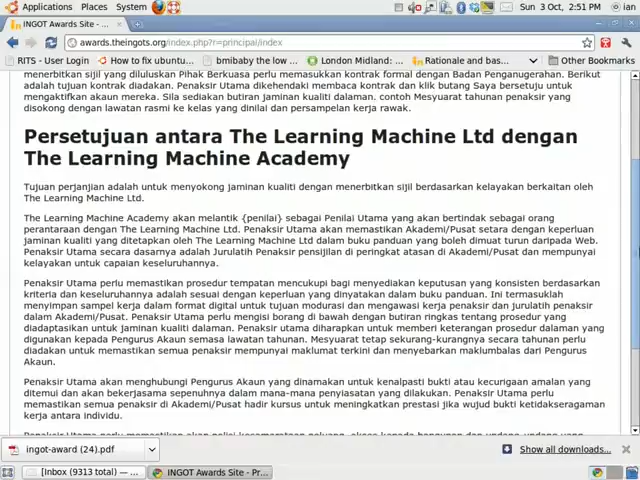 Applications Places System Sun 3 Oct, 2:51 PM ian
INGOT Awards Site - ...
awards.theingots.org/index.php?r=principal/index
RITS - User Login How to fix ubuntu... bmibaby the low ... London Midland: ... Rationale and bas... Other Bookmarks
menerbitkan sijil yang diluluskan Pihak Berkuasa perlu memasukkan kontrak formal dengan Badan Penganugerahan. Berikut
adalah tujuan kontrak diadakan. Penaksir Utama dikehendaki membaca kontrak dan klik butang Saya bersetuju untuk
mengaktifkan akaun mereka. Sila sediakan butiran jaminan kualiti dalaman. contoh Mesyuarat tahunan penaksir yang
disokong dengan lawatan rasmi ke kelas yang dinilai dan persampelan kerja rawak.
Persetujuan antara The Learning Machine Ltd dengan
The Learning Machine Academy
Tujuan perjanjian adalah untuk menyokong jaminan kualiti dengan menerbitkan sijil berdasarkan kelayakan berkaitan oleh
The Learning Machine Ltd.
The Learning Machine Academy akan melantik {penilai} sebagai Penilai Utama yang akan bertindak sebagai orang
perantaraan dengan The Learning Machine Ltd. Penaksir Utama akan memastikan Akademi/Pusat setara dengan keperluan
jaminan kualiti yang ditetapkan oleh The Learning Machine Ltd dalam buku panduan yang boleh dimuat turun daripada Web.
Penaksir Utama secara dasarnya adalah Jurulatih Penaksir pensijilan di peringkat atasan di Akademi/Pusat dan mempunyai
kelayakan untuk capaian keseluruhannya.
Penaksir Utama perlu memastikan prosedur tempatan mencukupi bagi menyediakan keputusan yang konsisten berdasarkan
kriteria dan keseluruhannya adalah sesuai dengan keperluan yang dinyatakan dalam buku panduan. Ini termasuklah
menyimpan sampel kerja dalam format digital untuk tujuan modurasi dan mengawasi kerja penaksir dan jurulatih penaksir
dalam Akademi/Pusat. Penaksir Utama perlu mengisi borang di bawah dengan butiran ringkas tentang prosedur yang
diadaptasikan untuk jaminan kualiti dalaman. Penaksir utama diharapkan untuk memberi keterangan prosedur dalaman yang
digunakan kepada Pengurus Akaun semasa lawatan tahunan. Mesyuarat tetap sekurang-kurangnya secara tahunan perlu
diadakan untuk memastikan semua penaksir mempunyai maklumat terkini dan menyebarkan maklumbalas dari Pengurus
Akaun.
Penaksir Utama akan menghubungi Pengurus Akaun yang dinamakan untuk kenalpasti bukti atau kecurigaan amalan yang
ditemui dan akan bekerjasama sepenuhnya dalam mana-mana penyiasatan yang dilakukan. Penaksir Utama perlu
memastikan semua penaksir di Akademi/Pusat hadir kursus untuk meningkatkan prestasi jika wujud bukti ketidakseragaman
kerja antara individu.
ingot-award (24).pdf Show all downloads...
[Inbox (9313 total) — ... INGOT Awards Site - Pr...